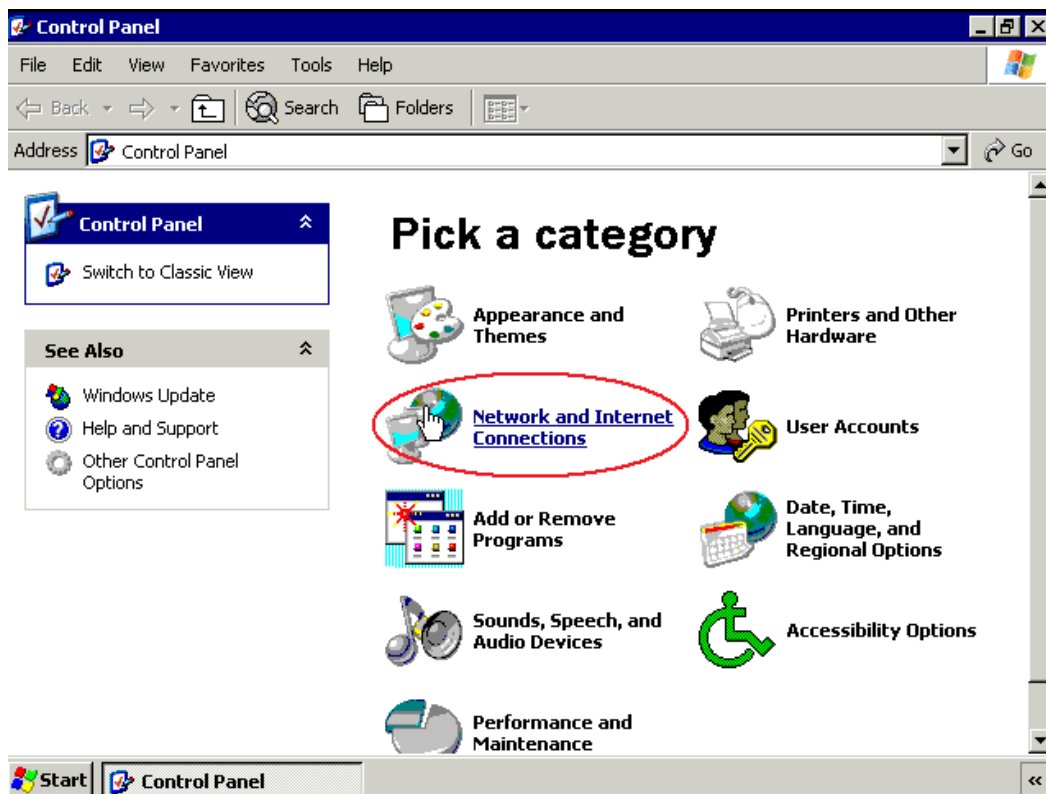 Control Panel
File Edit View Favorites Tools Help
Back Search Folders
Address Control Panel Go
Control Panel
Switch to Classic View
See Also
Windows Update
Help and Support
Other Control Panel
Options
Pick a category
Appearance and
Themes
Printers and Other
Hardware
Network and Internet
Connections
User Accounts
Add or Remove
Programs
Date, Time,
Language, and
Regional Options
Sounds, Speech, and
Audio Devices
Accessibility Options
Performance and
Maintenance
Start Control Panel